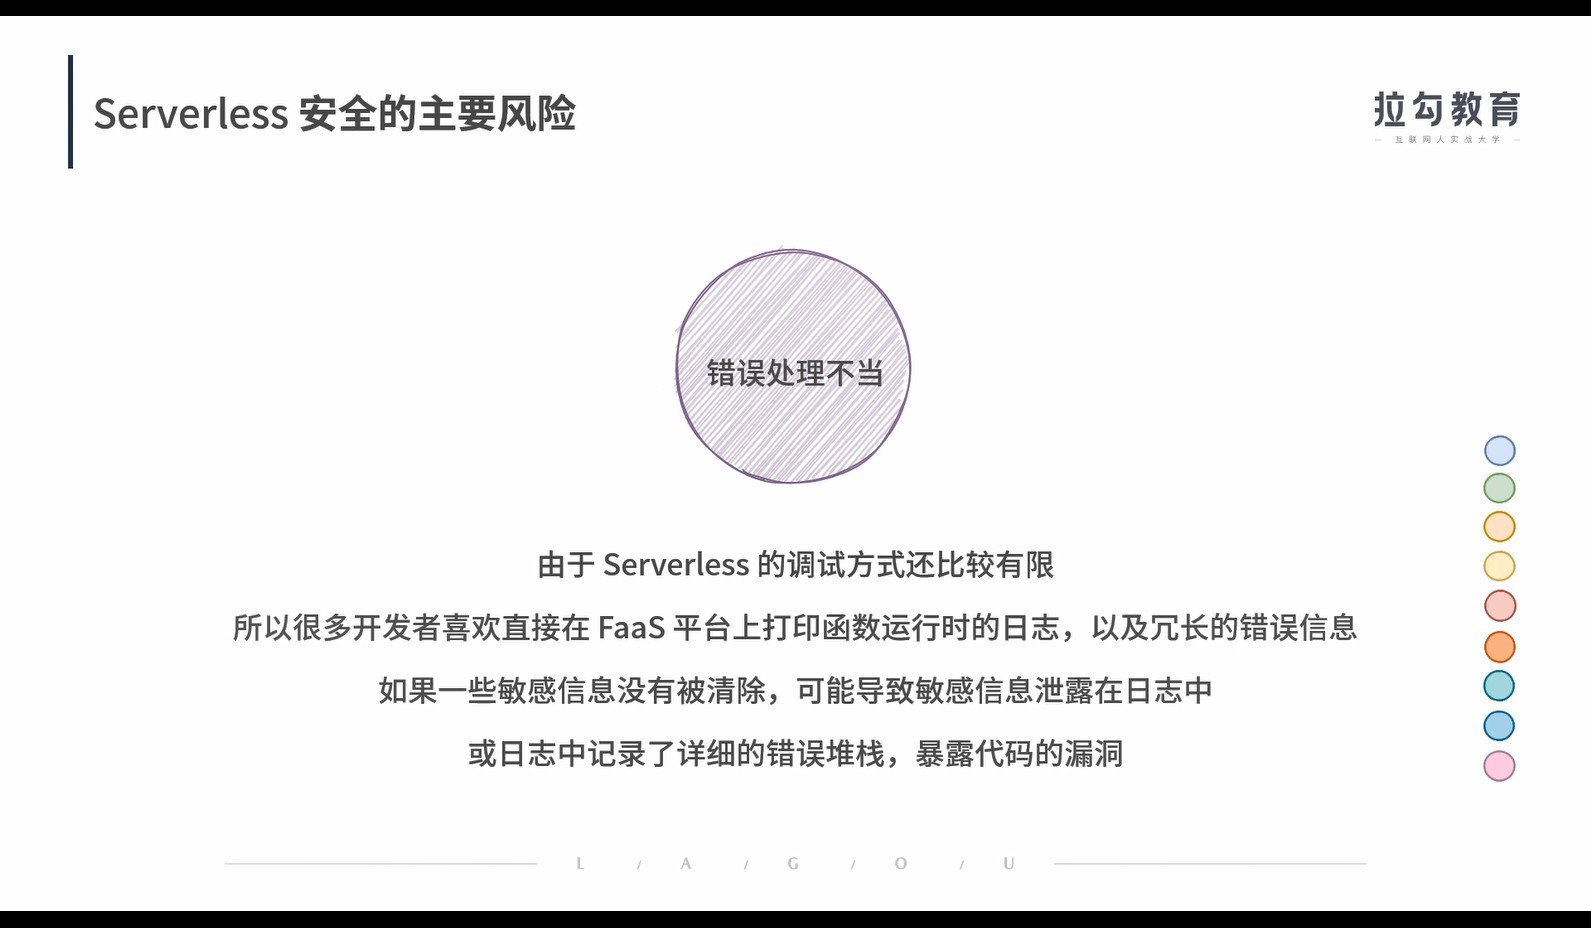 Serverless 安全的主要风险
拉勾教育
互联网人实战大学
错误处理不当
由于 Serverless 的调试方式还比较有限
所以很多开发者喜欢直接在 FaaS 平台上打印函数运行时的日志，以及冗长的错误信息
如果一些敏感信息没有被清除，可能导致敏感信息泄露在日志中
或日志中记录了详细的错误堆栈，暴露代码的漏洞
L / A / G / O / U